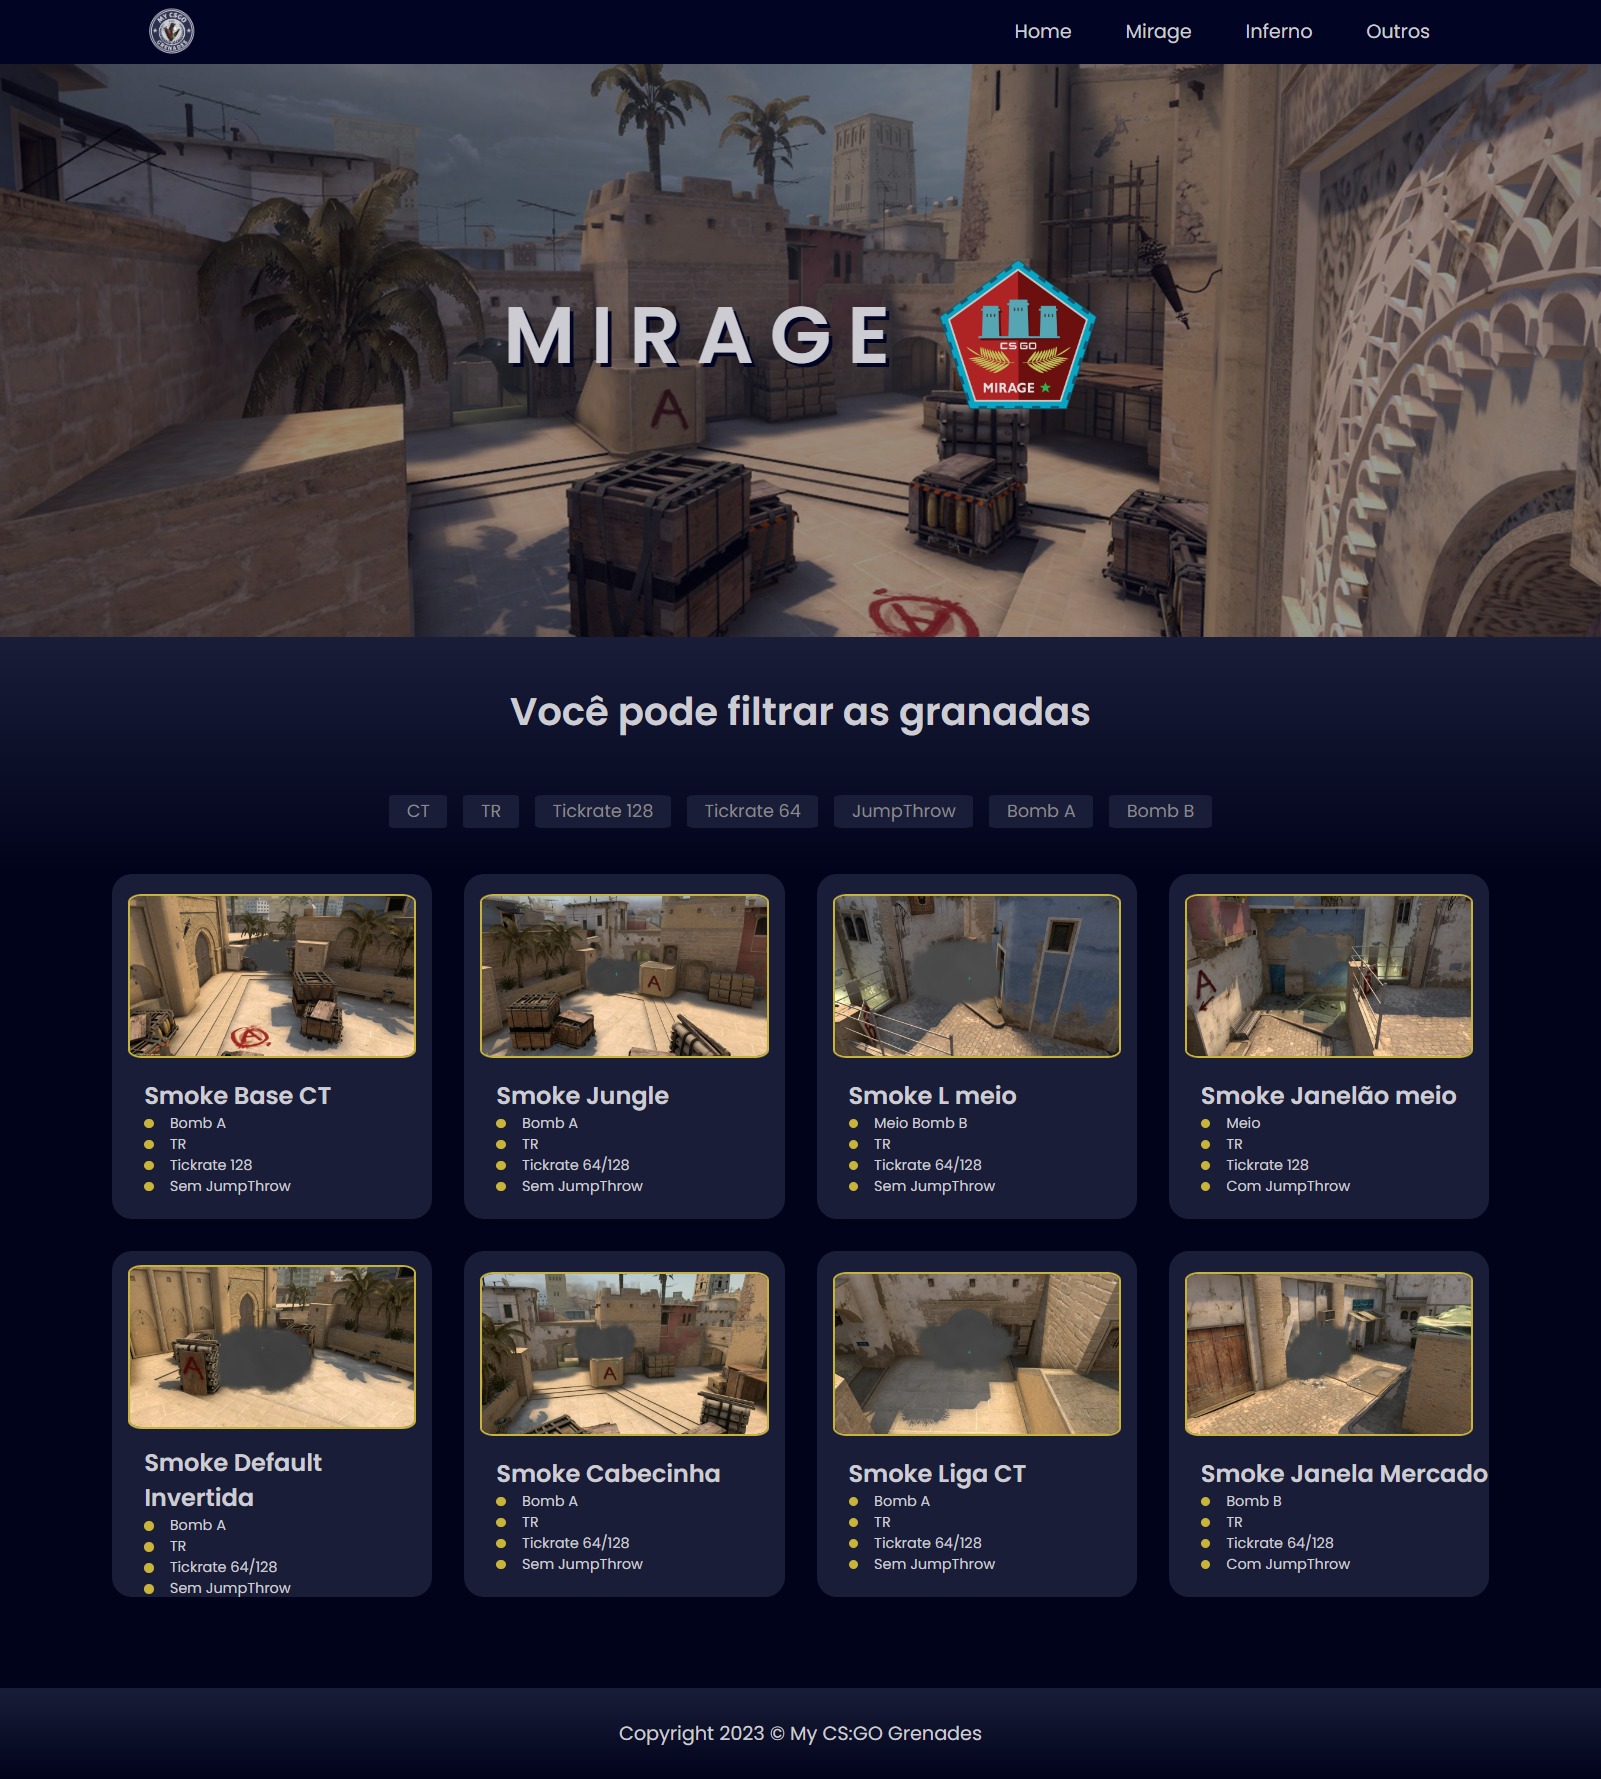 MY CSGO
GRENADES
Home
Mirage
Inferno
Outros
MIRAGE
CS GO
MIRAGE
A
A
Você pode filtrar as granadas
CT
TR
Tickrate 128
Tickrate 64
JumpThrow
Bomb A
Bomb B
A
A
A
Smoke Base CT
Bomb A
TR
Tickrate 128
Sem JumpThrow
Smoke Jungle
Bomb A
TR
Tickrate 64/128
Sem JumpThrow
Smoke L meio
Meio Bomb B
TR
Tickrate 64/128
Sem JumpThrow
Smoke Janelão meio
Meio
TR
Tickrate 128
Com JumpThrow
A
A
Smoke Default
Invertida
Bomb A
TR
Tickrate 64/128
Sem JumpThrow
Smoke Cabecinha
Bomb A
TR
Tickrate 64/128
Sem JumpThrow
Smoke Liga CT
Bomb A
TR
Tickrate 64/128
Sem JumpThrow
Smoke Janela Mercado
Bomb B
TR
Tickrate 64/128
Com JumpThrow
Copyright 2023 © My CS:GO Grenades